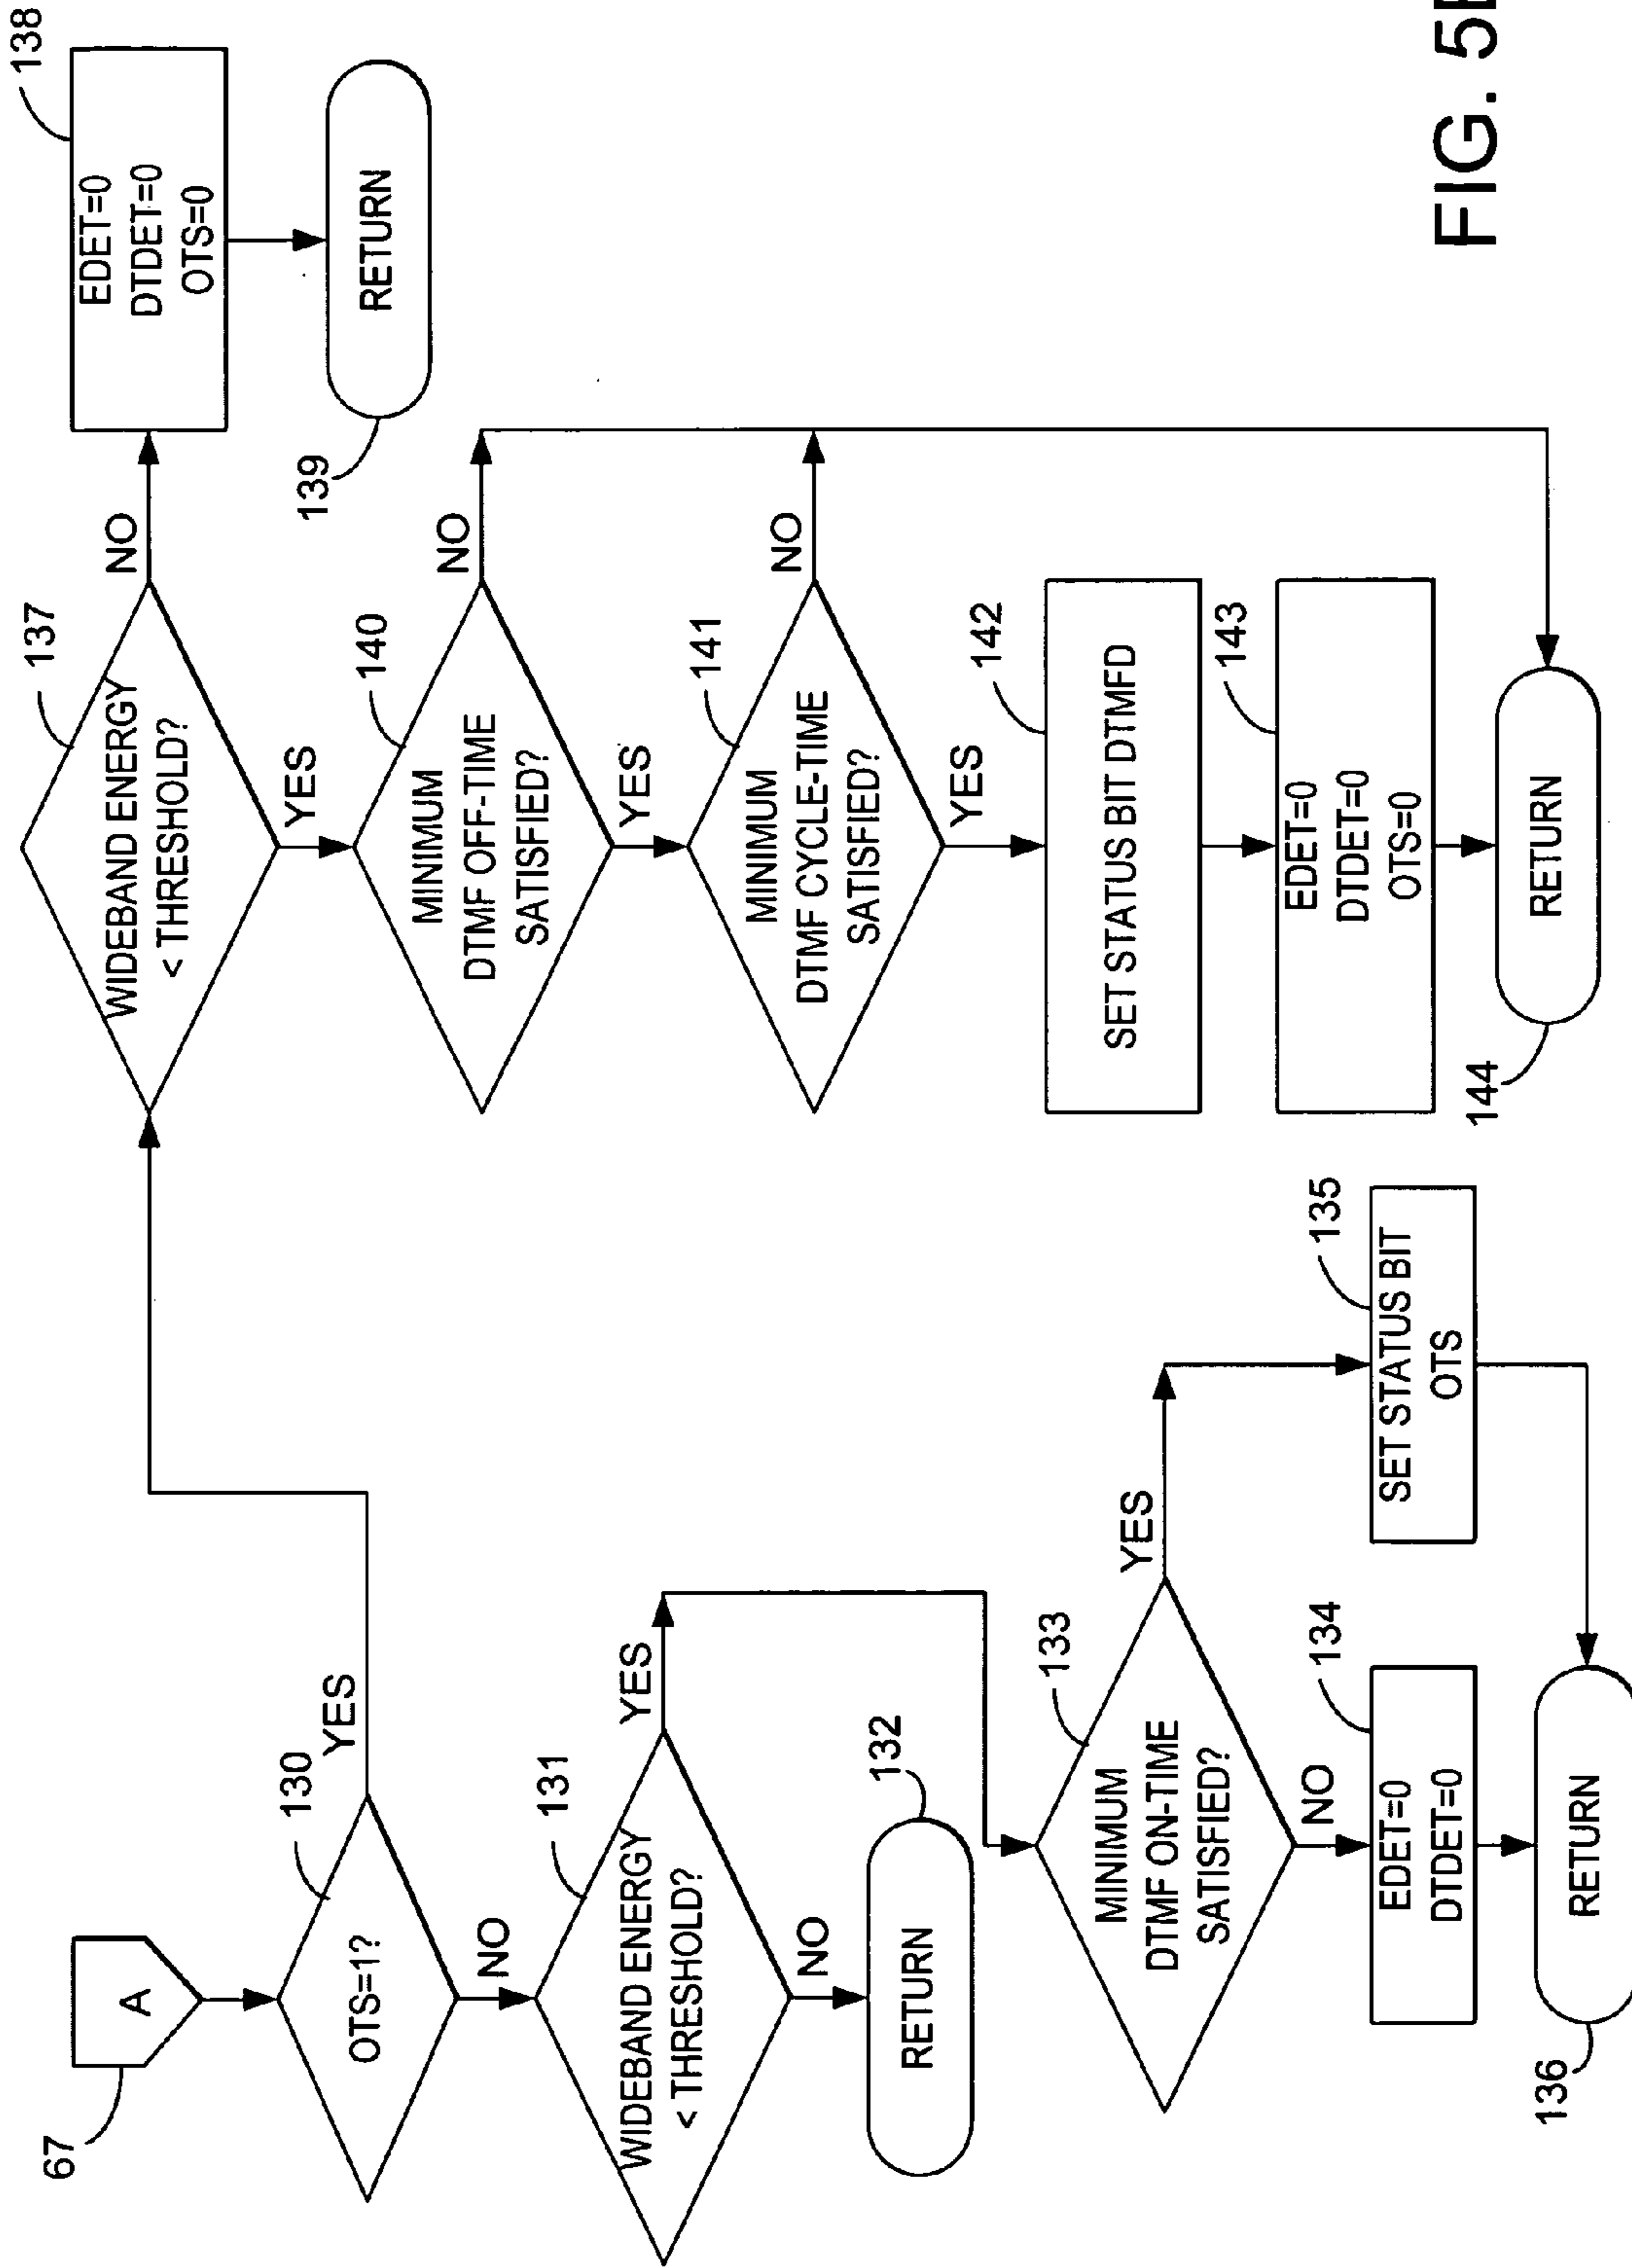 67
A
130
OTS=1?
YES
NO
131
WIDEBAND ENERGY
< THRESHOLD?
YES
NO
132
RETURN
133
MINIMUM
DTMF ON-TIME
SATISFIED?
YES
NO
134
EDET=0
DTDET=0
135
SET STATUS BIT
OTS
136
RETURN
137
WIDEBAND ENERGY
< THRESHOLD?
NO
YES
138
EDET=0
DTDET=0
OTS=0
139
RETURN
140
MINIMUM
DTMF OFF-TIME
SATISFIED?
NO
YES
141
MINIMUM
DTMF CYCLE-TIME
SATISFIED?
NO
YES
142
SET STATUS BIT DTMFD
143
EDET=0
DTDET=0
OTS=0
144
RETURN
FIG.